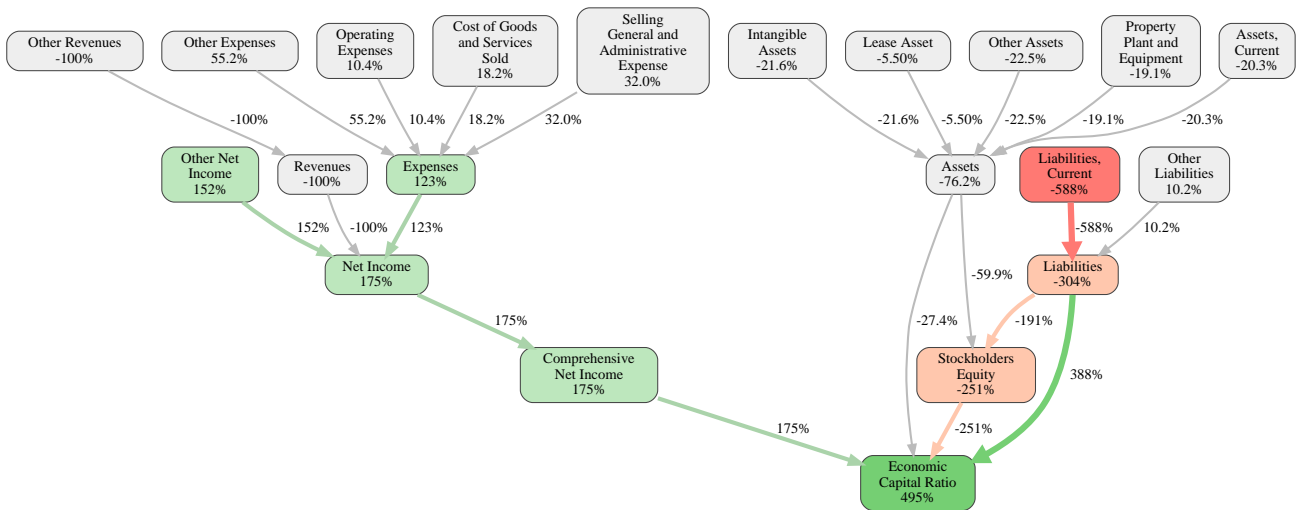 Other Revenues
-100%
Other Expenses
55.2%
Operating
Expenses
10.4%
Cost of Goods
and Services
Sold
18.2%
Selling
General and
Administrative
Expense
32.0%
Intangible
Assets
-21.6%
Lease Asset
-5.50%
Other Assets
-22.5%
Property
Plant and
Equipment
-19.1%
Assets,
Current
-20.3%
-100%
55.2%
10.4%
18.2%
32.0%
-21.6%
-5.50%
-22.5%
-19.1%
-20.3%
Other Net
Income
152%
Revenues
-100%
Expenses
123%
Assets
-76.2%
Liabilities,
Current
-588%
Other
Liabilities
10.2%
152%
-100%
123%
-588%
10.2%
Net Income
175%
-59.9%
Liabilities
-304%
175%
-27.4%
-191%
Comprehensive
Net Income
175%
Stockholders
Equity
-251%
388%
175%
-251%
Economic
Capital Ratio
495%